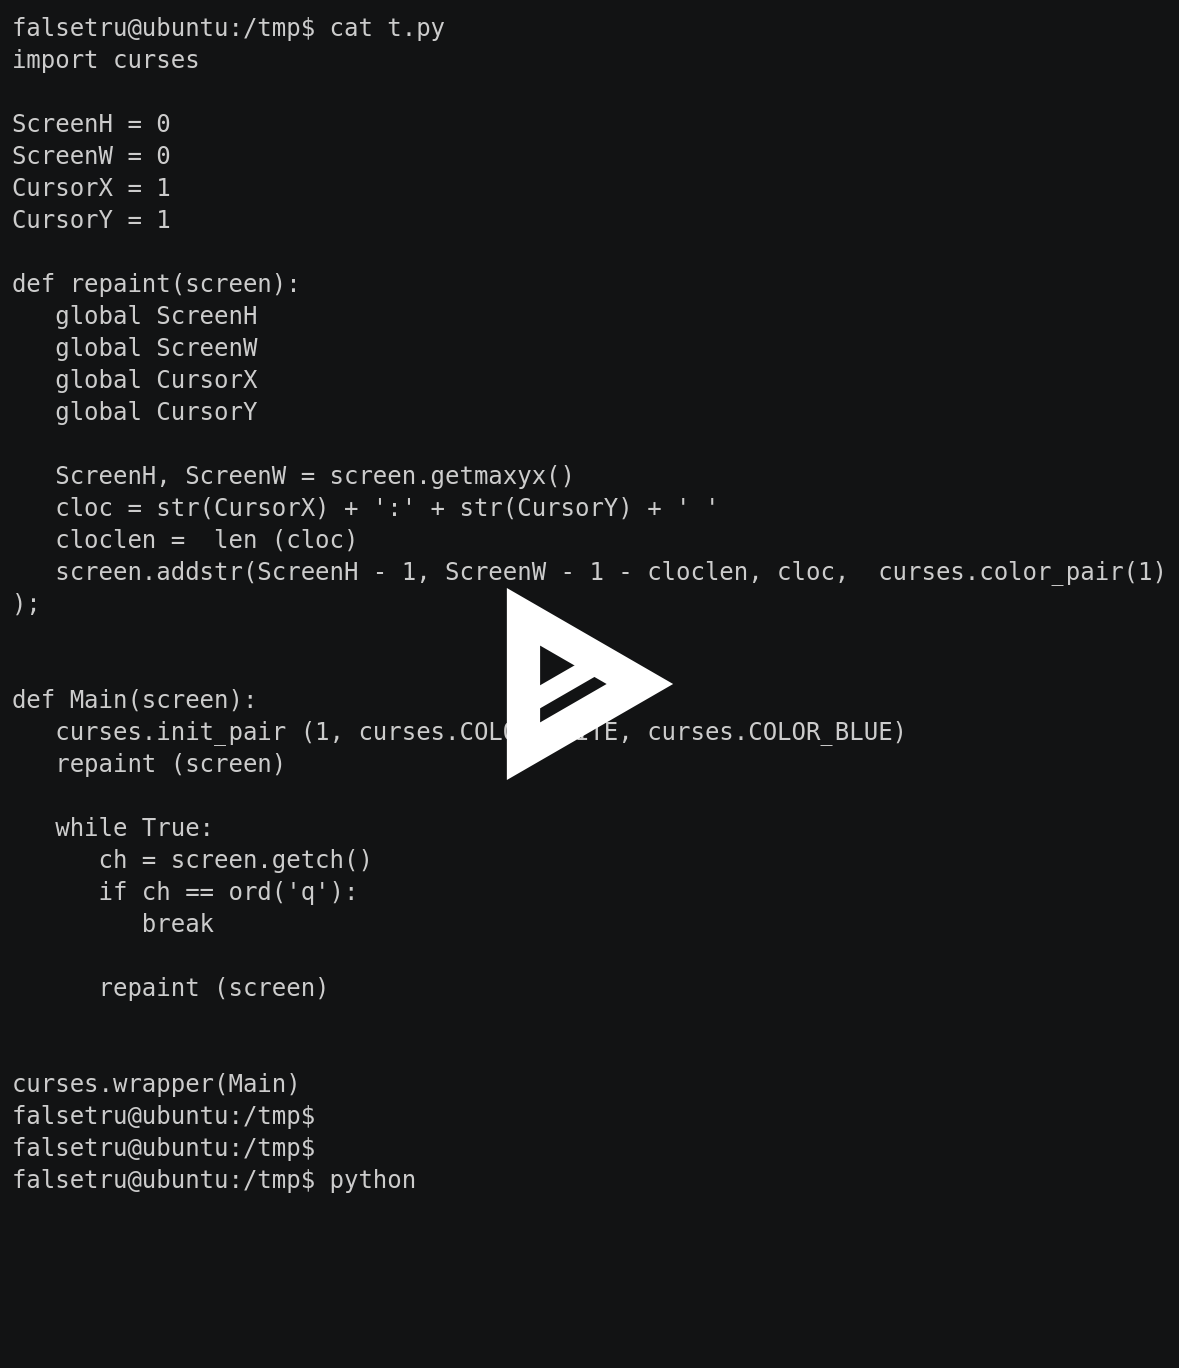 falsetru@ubuntu:/tmp$ cat t.py
import curses

ScreenH = 0
ScreenW = 0
CursorX = 1
CursorY = 1

def repaint(screen):
   global ScreenH
   global ScreenW
   global CursorX
   global CursorY

   ScreenH, ScreenW = screen.getmaxyx()
   cloc = str(CursorX) + ':' + str(CursorY) + ' '
   cloclen =  len (cloc)
   screen.addstr(ScreenH - 1, ScreenW - 1 - cloclen, cloc,  curses.color_pair(1)
);


def Main(screen):
   curses.init_pair (1, curses.COLOR_WHITE, curses.COLOR_BLUE)
   repaint (screen)

   while True:
      ch = screen.getch()
      if ch == ord('q'):
         break

      repaint (screen)


curses.wrapper(Main)
falsetru@ubuntu:/tmp$
falsetru@ubuntu:/tmp$
falsetru@ubuntu:/tmp$ python